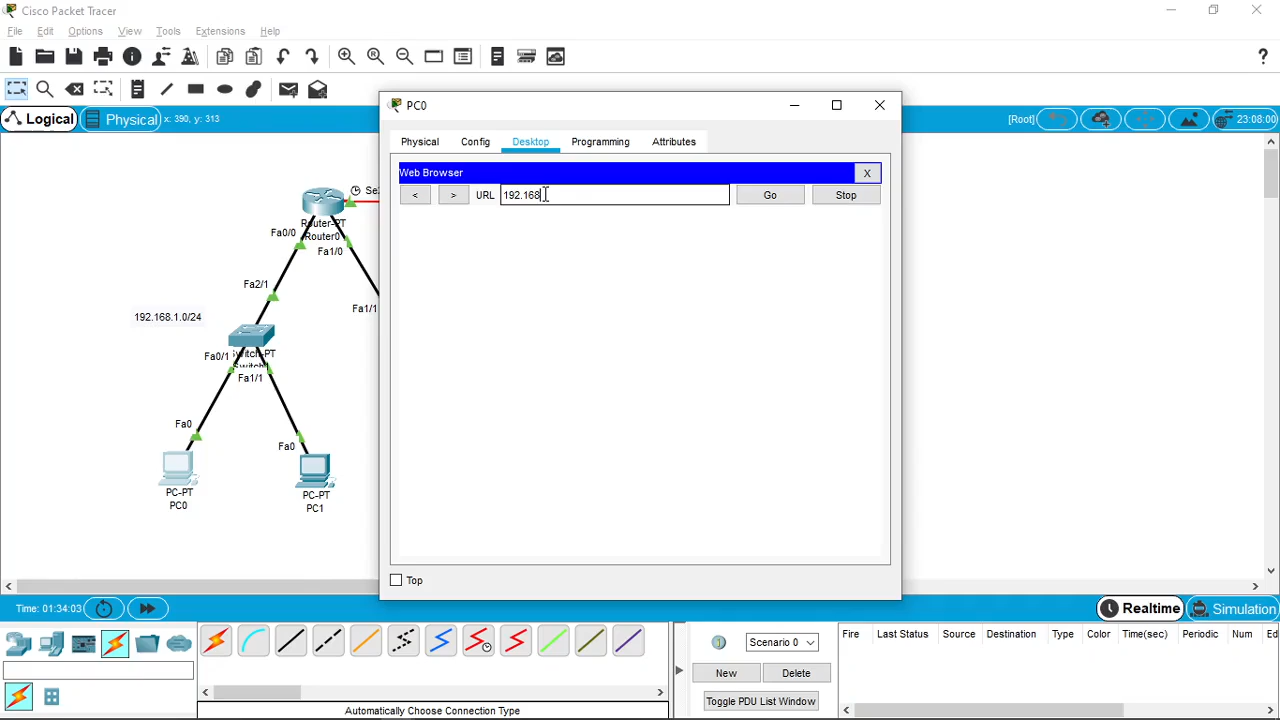 Cisco Packet Tracer
File Edit Options View Tools Extensions Help
Logical Physical x: 390, y: 313 [Root] 23:08:00
PC0
Physical Config Desktop Programming Attributes
Web Browser X
< > URL 192.168 Go Stop
Top
Se2
Router-PT
Router0
Fa0/0
Fa1/0
Fa2/1
Fa1/1
192.168.1.0/24
Switch-PT
Fa0/1
Fa1/1
Fa0
Fa0
PC-PT
PC0
PC-PT
PC1
Time: 01:34:03 Realtime Simulation
Scenario 0
New Delete
Toggle PDU List Window
Fire Last Status Source Destination Type Color Time(sec) Periodic Num Ed
Automatically Choose Connection Type